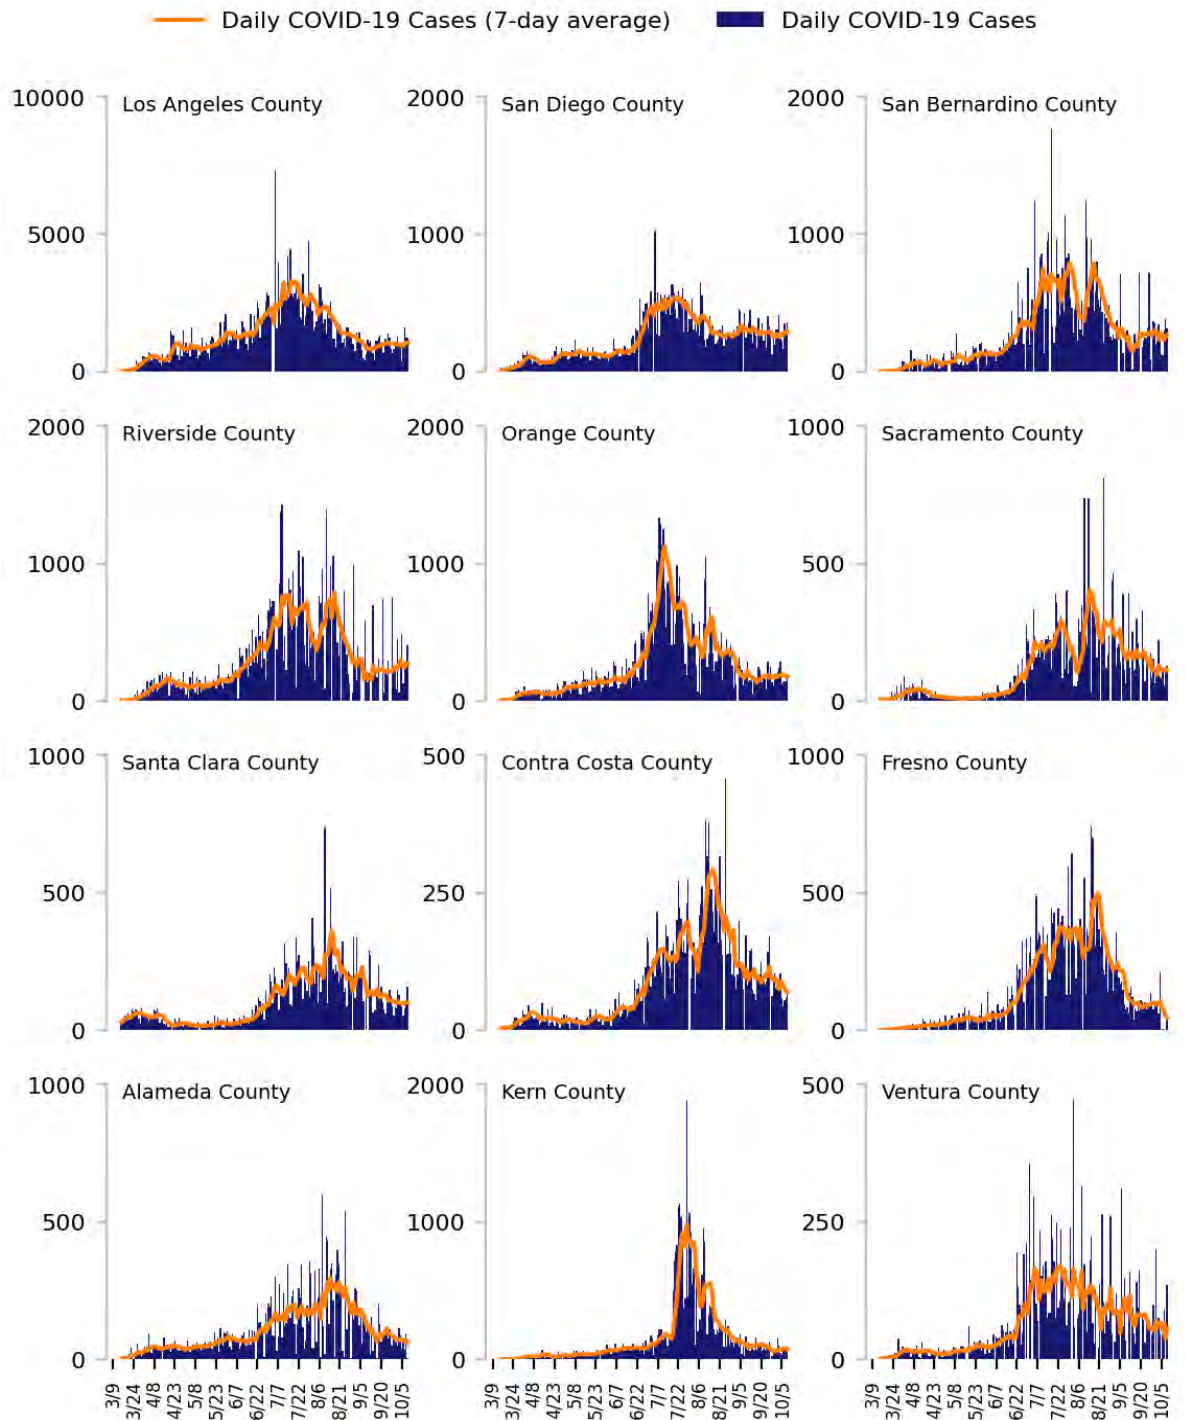 Daily COVID-19 Cases (7-day average) Daily COVID-19 Cases
10000 Los Angeles County 2000 San Diego County 2000 San Bernardino County
5000 1000 1000
0 0 0
2000 Riverside County 2000 Orange County 1000 Sacramento County
1000 1000 500
0 0 0
1000 Santa Clara County 500 Contra Costa County 1000 Fresno County
500 250 500
0 0 0
1000 Alameda County 2000 Kern County 500 Ventura County
500 1000 250
0 0 0
3/9 3/24 4/8 4/23 5/8 5/23 6/7 6/22 7/7 7/22 8/6 8/21 9/5 9/20 10/5 3/9 3/24 4/8 4/23 5/8 5/23 6/7 6/22 7/7 7/22 8/6 8/21 9/5 9/20 10/5 3/9 3/24 4/8 4/23 5/8 5/23 6/7 6/22 7/7 7/22 8/6 8/21 9/5 9/20 10/5